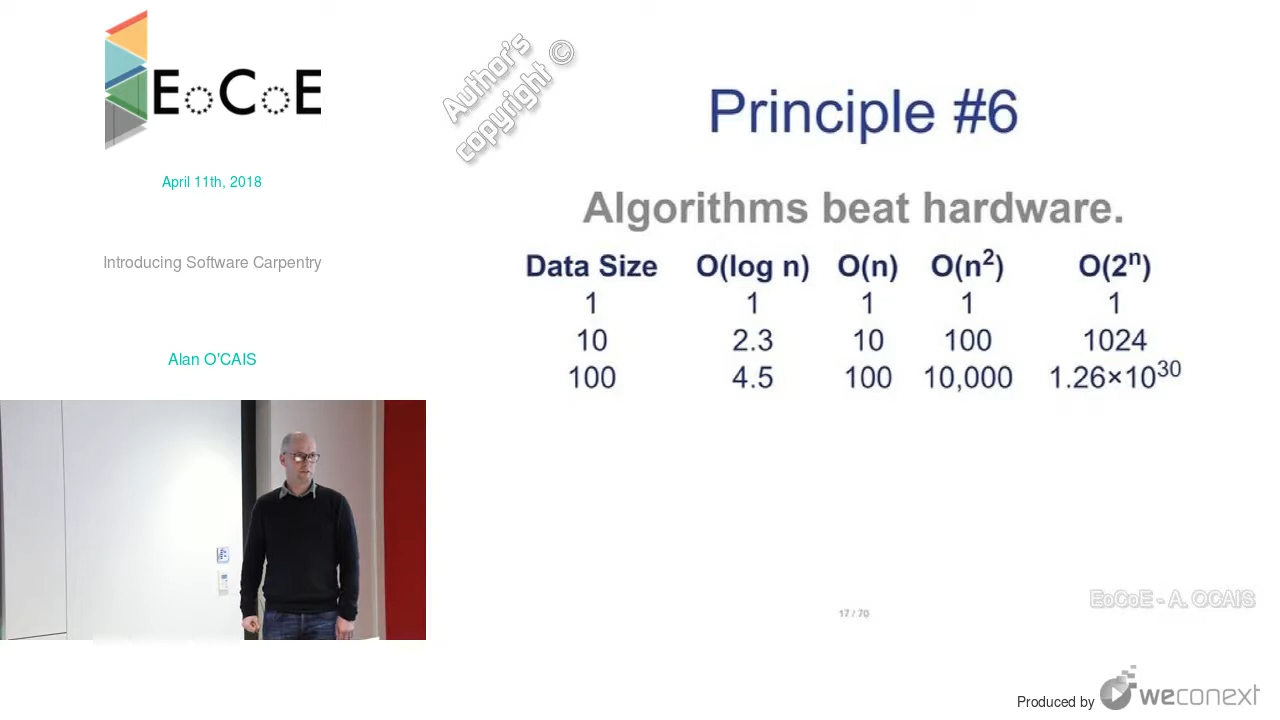 EoCoE
April 11th, 2018
Introducing Software Carpentry
Alan O'CAIS
Author's
copyright ©
Principle #6
Algorithms beat hardware.
Data Size O(log n) O(n) O(n²) O(2ⁿ)
1 1 1 1 1
10 2.3 10 100 1024
100 4.5 100 10,000 1.26×10³⁰
17 / 70
EoCoE - A. OCAIS
Produced by weconext